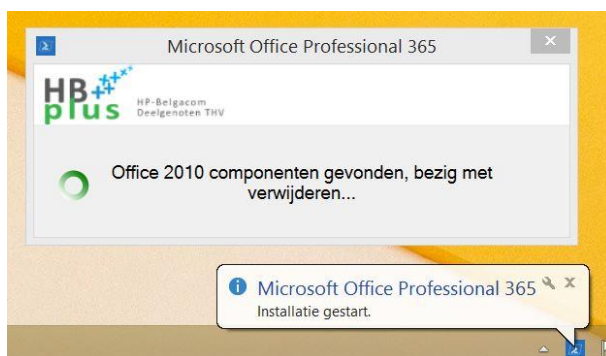 Microsoft Office Professional 365
HB++
plus
HP-Belgacom
Deelgenoten THV
Office 2010 componenten gevonden, bezig met
verwijderen...
Microsoft Office Professional 365
Installatie gestart.